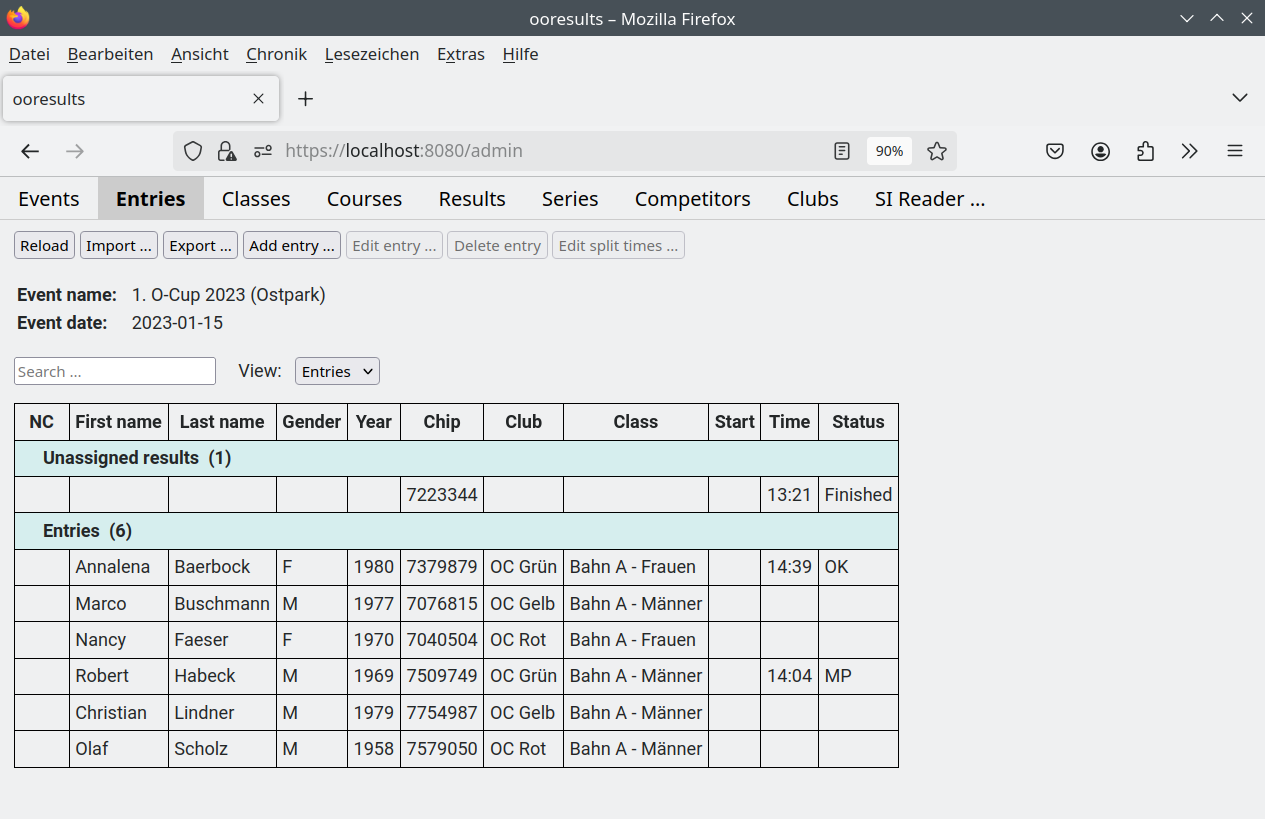 ooresults – Mozilla Firefox
Datei Bearbeiten Ansicht Chronik Lesezeichen Extras Hilfe
ooresults
https://localhost:8080/admin 90%
Events Entries Classes Courses Results Series Competitors Clubs SI Reader ...
Reload Import ... Export ... Add entry ... Edit entry ... Delete entry Edit split times ...
Event name: 1. O-Cup 2023 (Ostpark)
Event date: 2023-01-15
Search ... View: Entries
NC First name Last name Gender Year Chip Club Class Start Time Status
Unassigned results (1)
7223344 13:21 Finished
Entries (6)
Annalena Baerbock F 1980 7379879 OC Grün Bahn A - Frauen 14:39 OK
Marco Buschmann M 1977 7076815 OC Gelb Bahn A - Männer
Nancy Faeser F 1970 7040504 OC Rot Bahn A - Frauen
Robert Habeck M 1969 7509749 OC Grün Bahn A - Männer 14:04 MP
Christian Lindner M 1979 7754987 OC Gelb Bahn A - Männer
Olaf Scholz M 1958 7579050 OC Rot Bahn A - Männer